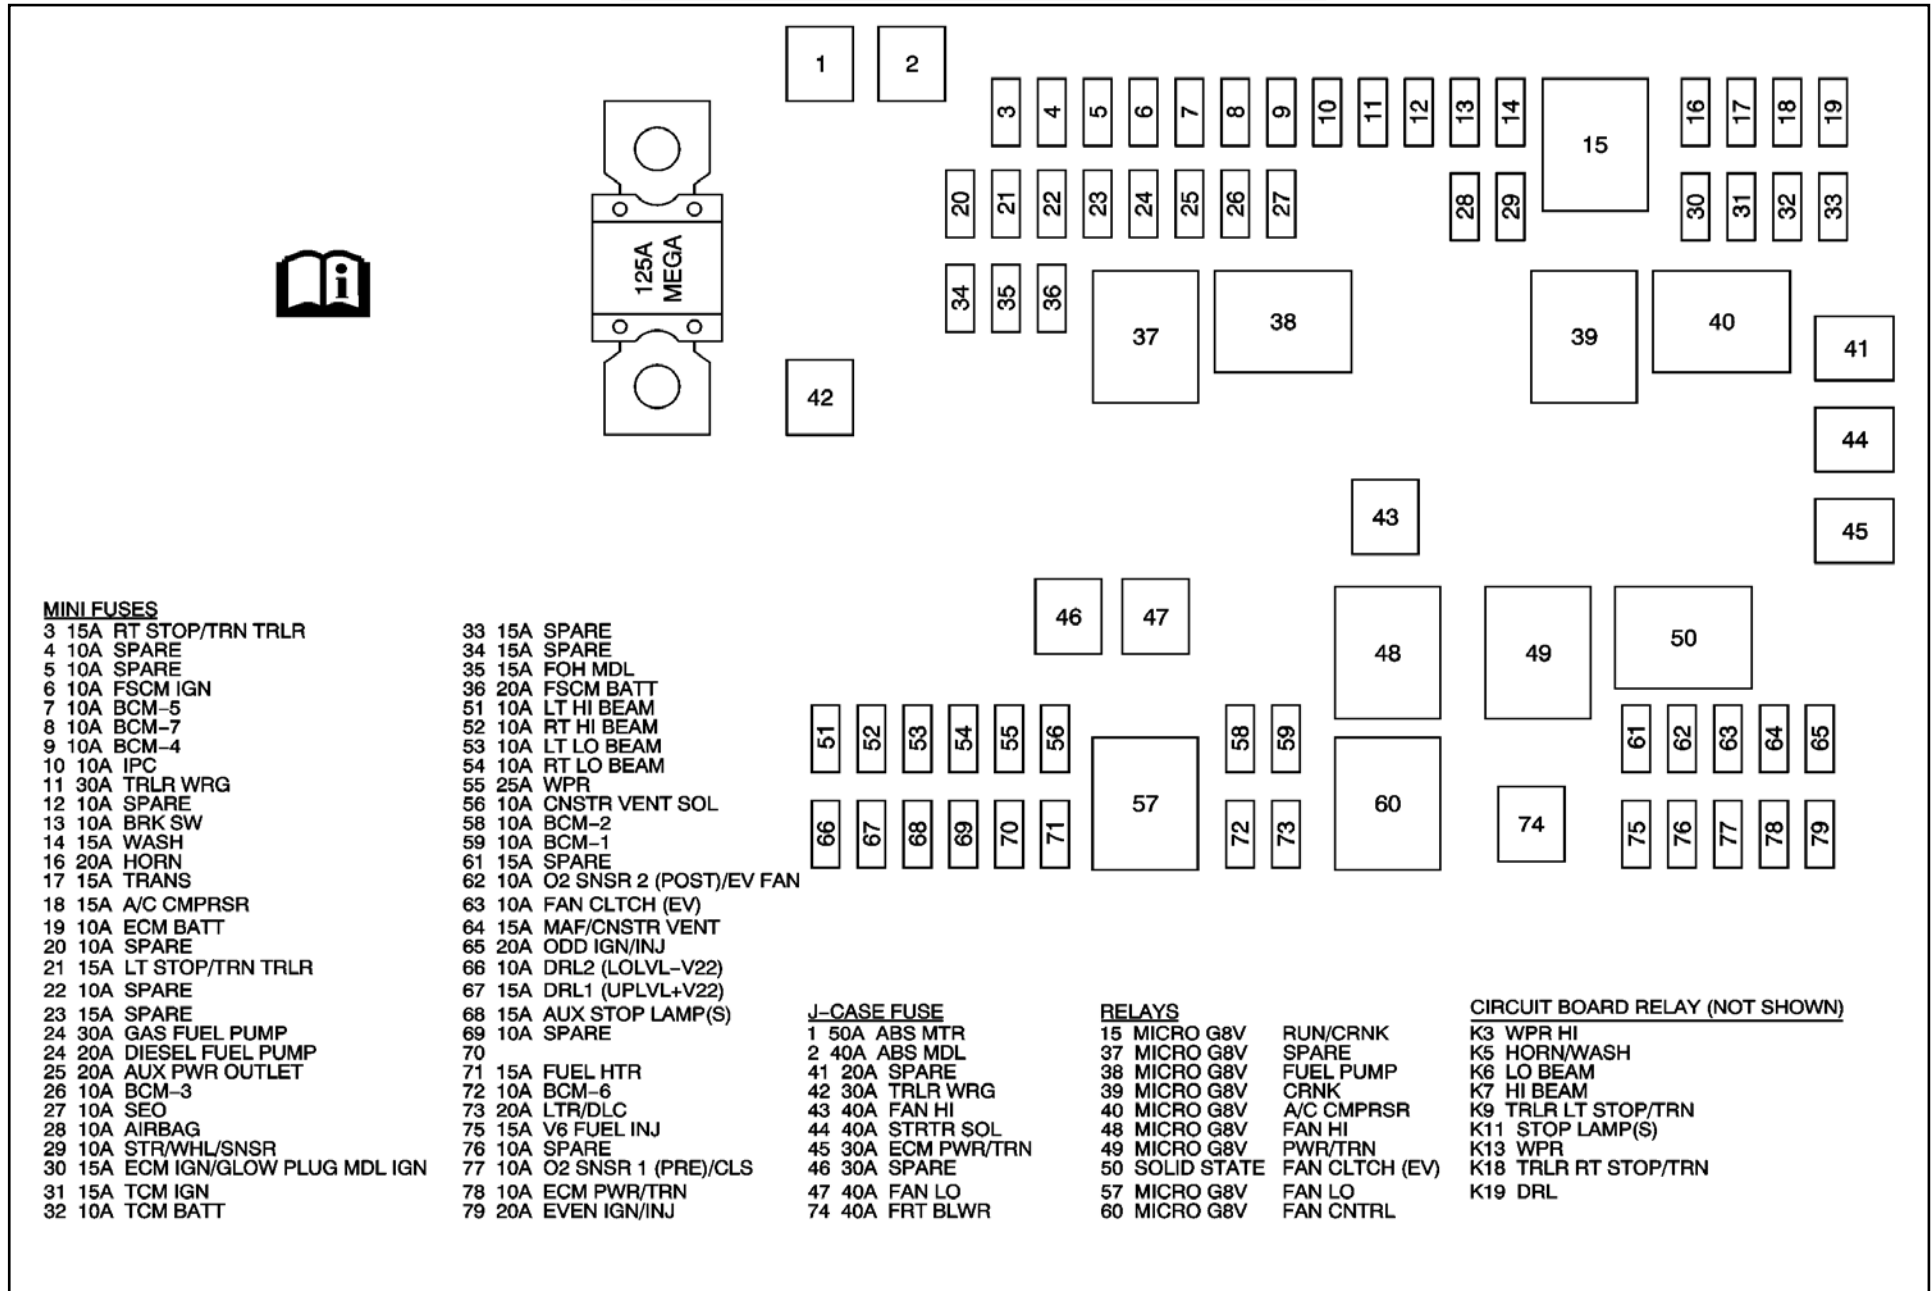 1 2
3 4 5 6 7 8 9 10 11 12 13 14 15 16 17 18 19
20 21 22 23 24 25 26 27 28 29 30 31 32 33
i
125A
MEGA
34 35 36 37 38 39 40 41
42
44
43
45
46 47 48 49 50
51 52 53 54 55 56 58 59 61 62 63 64 65
57 60
66 67 68 69 70 71 72 73 74 75 76 77 78 79
MINI FUSES
3 15A RT STOP/TRN TRLR
4 10A SPARE
5 10A SPARE
6 10A FSCM IGN
7 10A BCM-5
8 10A BCM-7
9 10A BCM-4
10 10A IPC
11 30A TRLR WRG
12 10A SPARE
13 10A BRK SW
14 15A WASH
16 20A HORN
17 15A TRANS
18 15A A/C CMPRSR
19 10A ECM BATT
20 10A SPARE
21 15A LT STOP/TRN TRLR
22 10A SPARE
23 15A SPARE
24 30A GAS FUEL PUMP
24 20A DIESEL FUEL PUMP
25 20A AUX PWR OUTLET
26 10A BCM-3
27 10A SEO
28 10A AIRBAG
29 10A STR/WHL/SNSR
30 15A ECM IGN/GLOW PLUG MDL IGN
31 15A TCM IGN
32 10A TCM BATT
33 15A SPARE
34 15A SPARE
35 15A FOH MDL
36 20A FSCM BATT
51 10A LT HI BEAM
52 10A RT HI BEAM
53 10A LT LO BEAM
54 10A RT LO BEAM
55 25A WPR
56 10A CNSTR VENT SOL
58 10A BCM-2
59 10A BCM-1
61 15A SPARE
62 10A O2 SNSR 2 (POST)/EV FAN
63 10A FAN CLTCH (EV)
64 15A MAF/CNSTR VENT
65 20A ODD IGN/INJ
66 10A DRL2 (LOLVL-V22)
67 15A DRL1 (UPLVL+V22)
68 15A AUX STOP LAMP(S)
69 10A SPARE
70
71 15A FUEL HTR
72 10A BCM-6
73 20A LTR/DLC
75 15A V6 FUEL INJ
76 10A SPARE
77 10A O2 SNSR 1 (PRE)/CLS
78 10A ECM PWR/TRN
79 20A EVEN IGN/INJ
J-CASE FUSE
1 50A ABS MTR
2 40A ABS MDL
41 20A SPARE
42 30A TRLR WRG
43 40A FAN HI
44 40A STRTR SOL
45 30A ECM PWR/TRN
46 30A SPARE
47 40A FAN LO
74 40A FRT BLWR
RELAYS
15 MICRO G8V RUN/CRNK
37 MICRO G8V SPARE
38 MICRO G8V FUEL PUMP
39 MICRO G8V CRNK
40 MICRO G8V A/C CMPRSR
48 MICRO G8V FAN HI
49 MICRO G8V PWR/TRN
50 SOLID STATE FAN CLTCH (EV)
57 MICRO G8V FAN LO
60 MICRO G8V FAN CNTRL
CIRCUIT BOARD RELAY (NOT SHOWN)
K3 WPR HI
K5 HORN/WASH
K6 LO BEAM
K7 HI BEAM
K9 TRLR LT STOP/TRN
K11 STOP LAMP(S)
K13 WPR
K18 TRLR RT STOP/TRN
K19 DRL